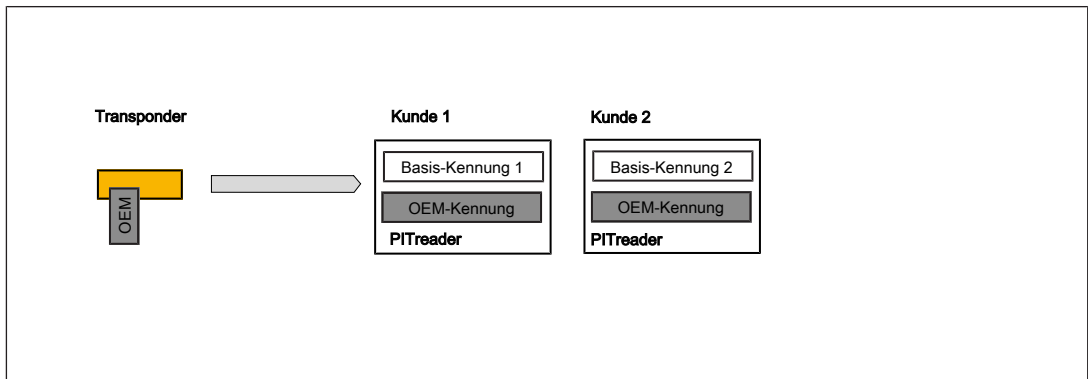 Transponder
OEM
Kunde 1
Basis-Kennung 1
OEM-Kennung
PITreader
Kunde 2
Basis-Kennung 2
OEM-Kennung
PITreader